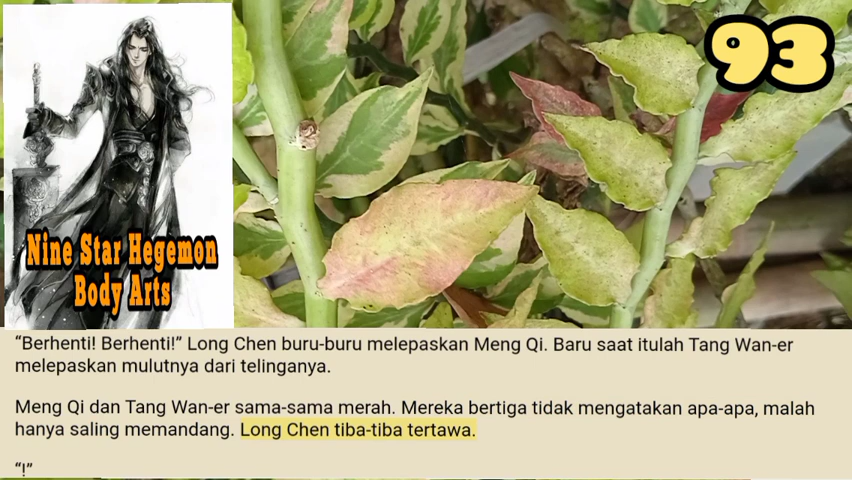 93
Nine Star Hegemon
Body Arts
“Berhenti! Berhenti!” Long Chen buru-buru melepaskan Meng Qi. Baru saat itulah Tang Wan-er
melepaskan mulutnya dari telinganya.
Meng Qi dan Tang Wan-er sama-sama merah. Mereka bertiga tidak mengatakan apa-apa, malah
hanya saling memandang. Long Chen tiba-tiba tertawa.
“!”